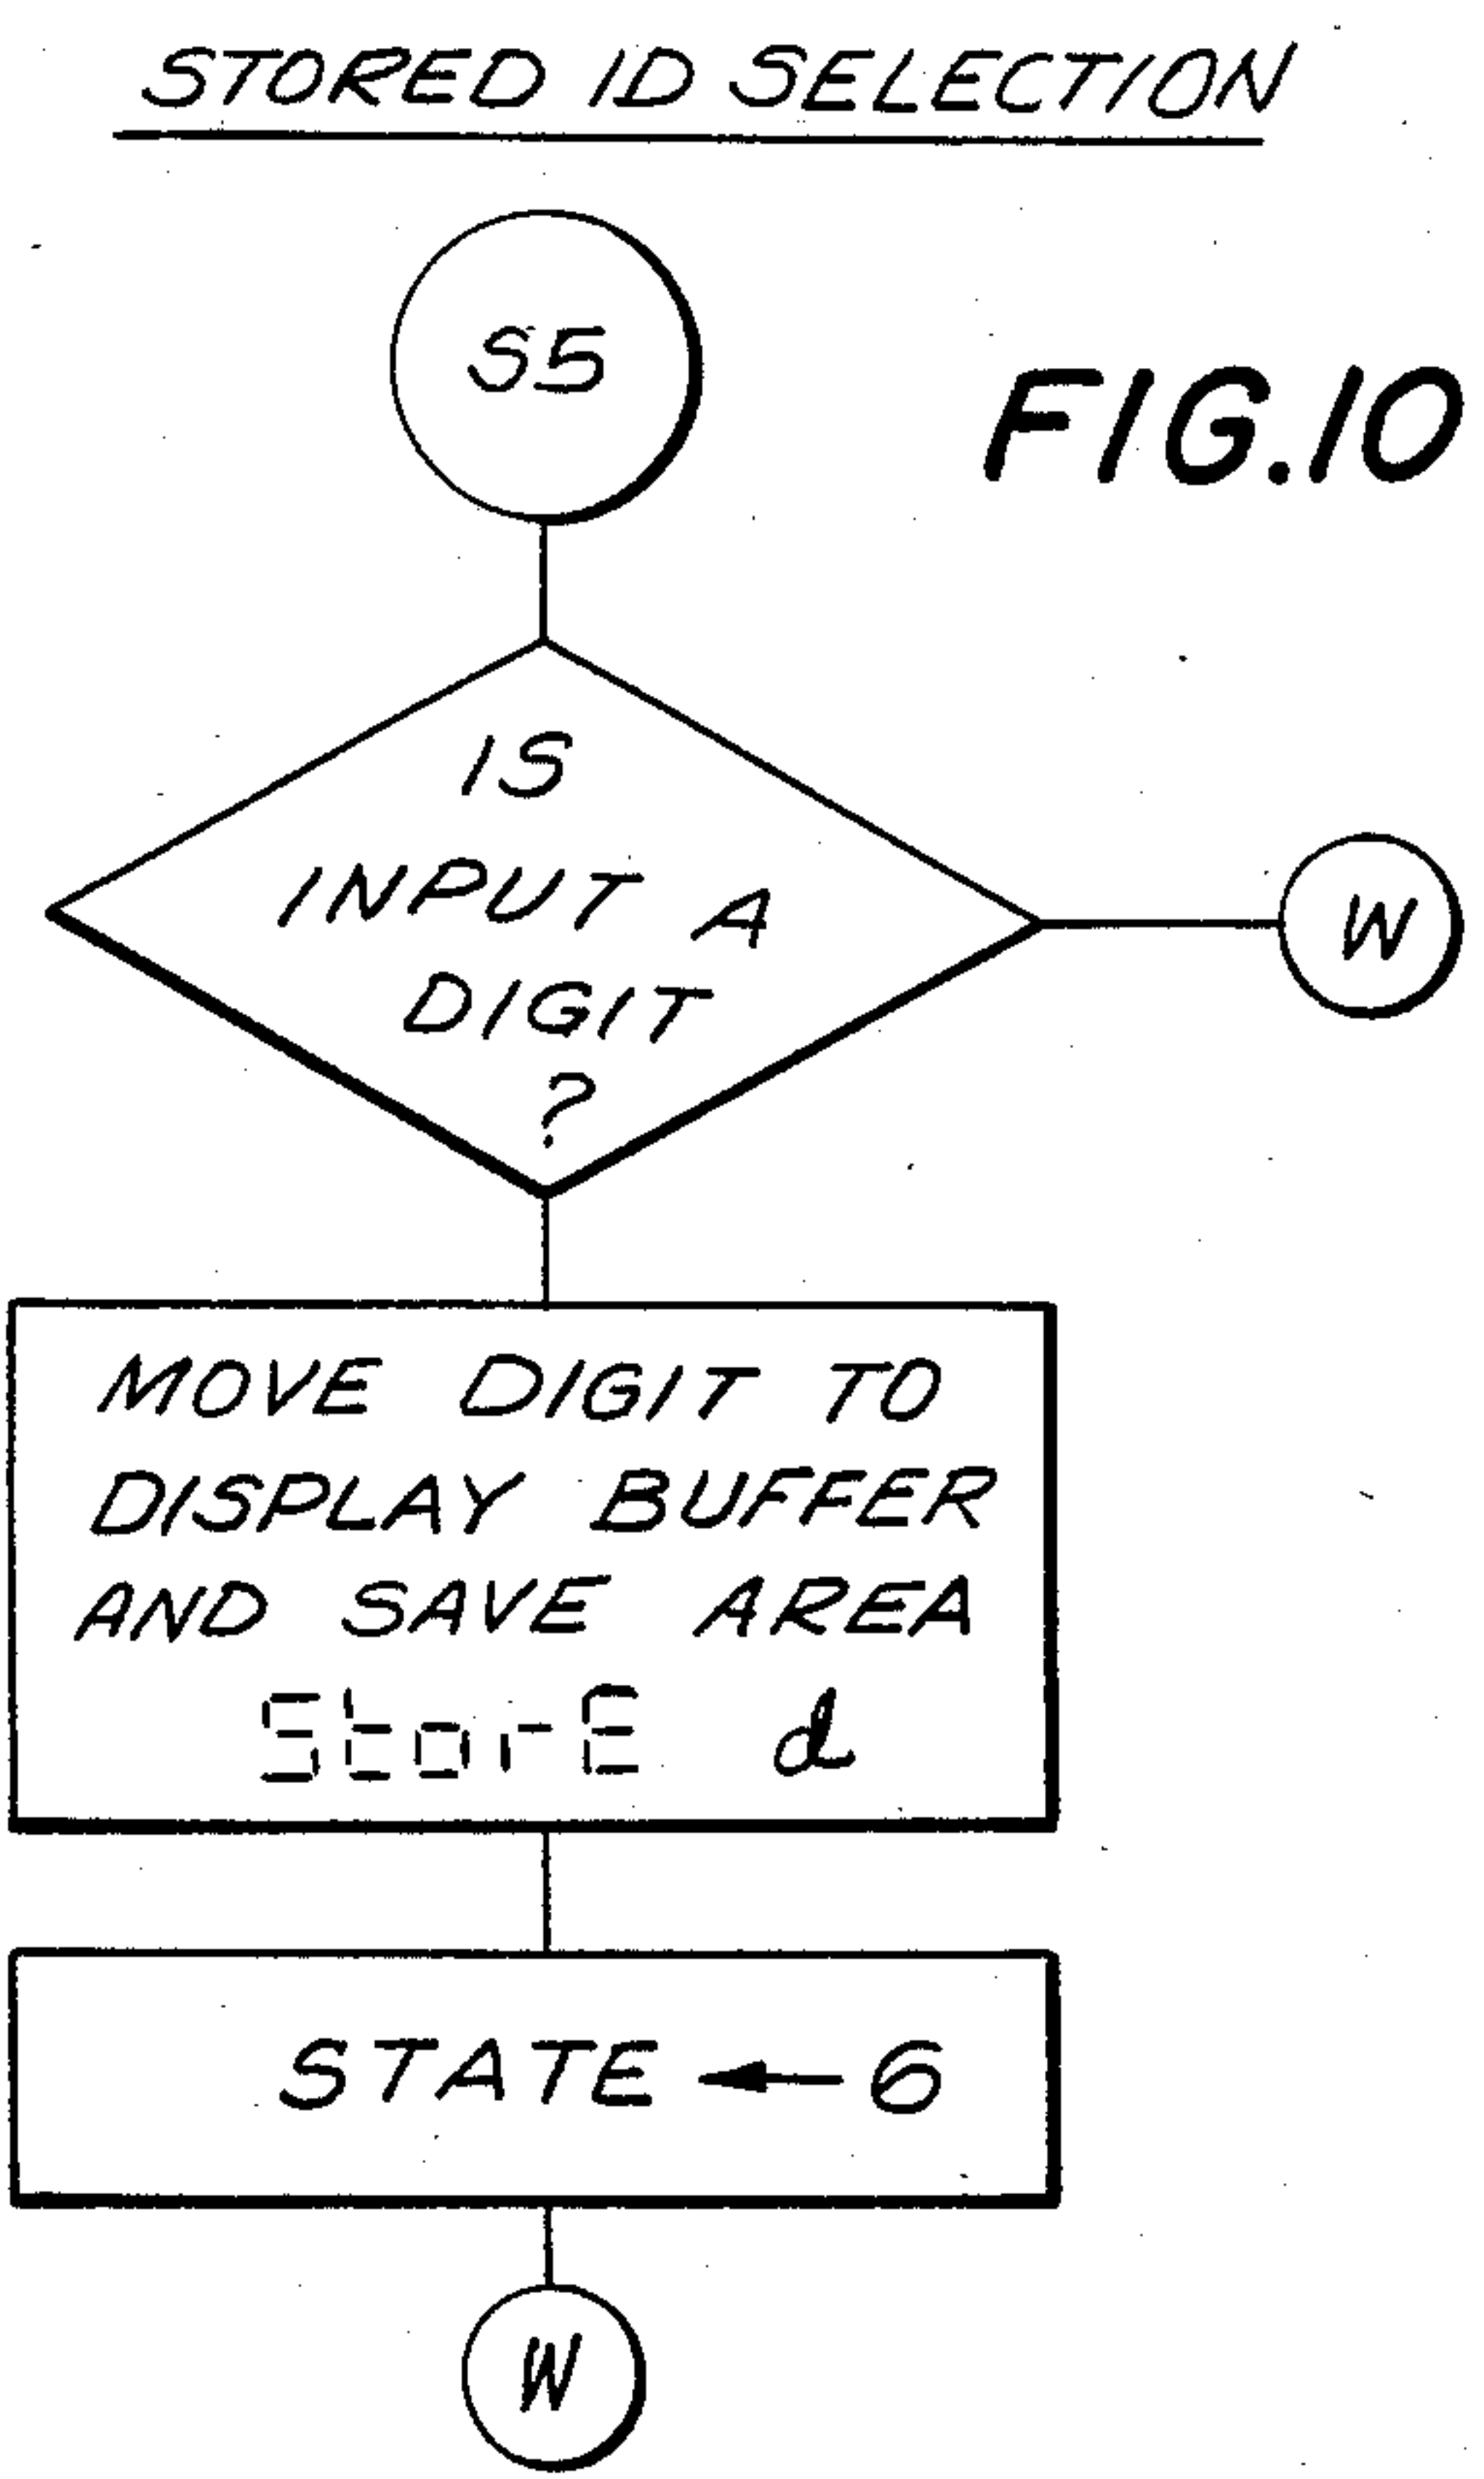 STORED ID SELECTION
S5
FIG.10
IS
INPUT A
DIGIT
?
W
MOVE DIGIT TO
DISPLAY BUFFER
AND SAVE AREA
StorE d
STATE ← 6
W